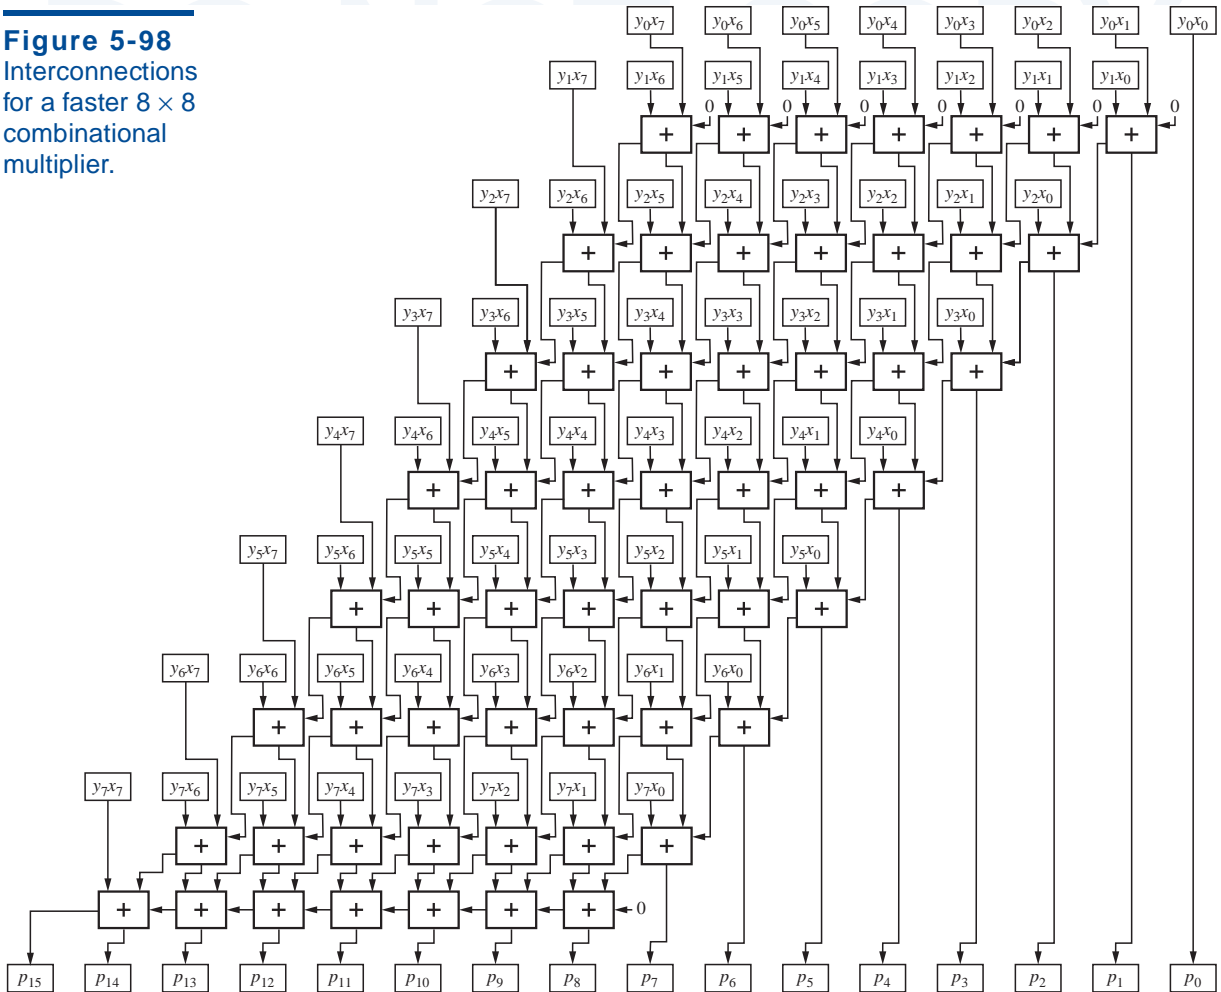 Figure 5-98
Interconnections
for a faster 8 × 8
combinational
multiplier.
y₀x₇ y₀x₆ y₀x₅ y₀x₄ y₀x₃ y₀x₂ y₀x₁ y₀x₀
y₁x₇ y₁x₆ y₁x₅ y₁x₄ y₁x₃ y₁x₂ y₁x₁ y₁x₀
0 0 0 0 0 0 0
+ + + + + + +
y₂x₇ y₂x₆ y₂x₅ y₂x₄ y₂x₃ y₂x₂ y₂x₁ y₂x₀
+ + + + + + +
y₃x₇ y₃x₆ y₃x₅ y₃x₄ y₃x₃ y₃x₂ y₃x₁ y₃x₀
+ + + + + + +
y₄x₇ y₄x₆ y₄x₅ y₄x₄ y₄x₃ y₄x₂ y₄x₁ y₄x₀
+ + + + + + +
y₅x₇ y₅x₆ y₅x₅ y₅x₄ y₅x₃ y₅x₂ y₅x₁ y₅x₀
+ + + + + + +
y₆x₇ y₆x₆ y₆x₅ y₆x₄ y₆x₃ y₆x₂ y₆x₁ y₆x₀
+ + + + + + +
y₇x₇ y₇x₆ y₇x₅ y₇x₄ y₇x₃ y₇x₂ y₇x₁ y₇x₀
+ + + + + + +
+ + + + + + + 0
p₁₅ p₁₄ p₁₃ p₁₂ p₁₁ p₁₀ p₉ p₈ p₇ p₆ p₅ p₄ p₃ p₂ p₁ p₀